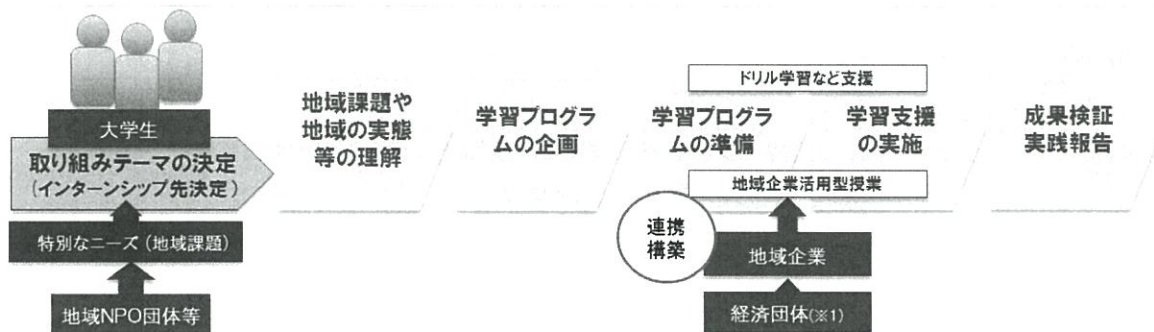 大学生
取り組みテーマの決定
(インターンシップ先決定)
特別なニーズ(地域課題)
地域NPO団体等
地域課題や
地域の実態
等の理解
学習プログラ
ムの企画
ドリル学習など支援
学習プログラ
ムの準備
学習支援
の実施
地域企業活用型授業
連携
構築
地域企業
経済団体(※1)
成果検証
実践報告